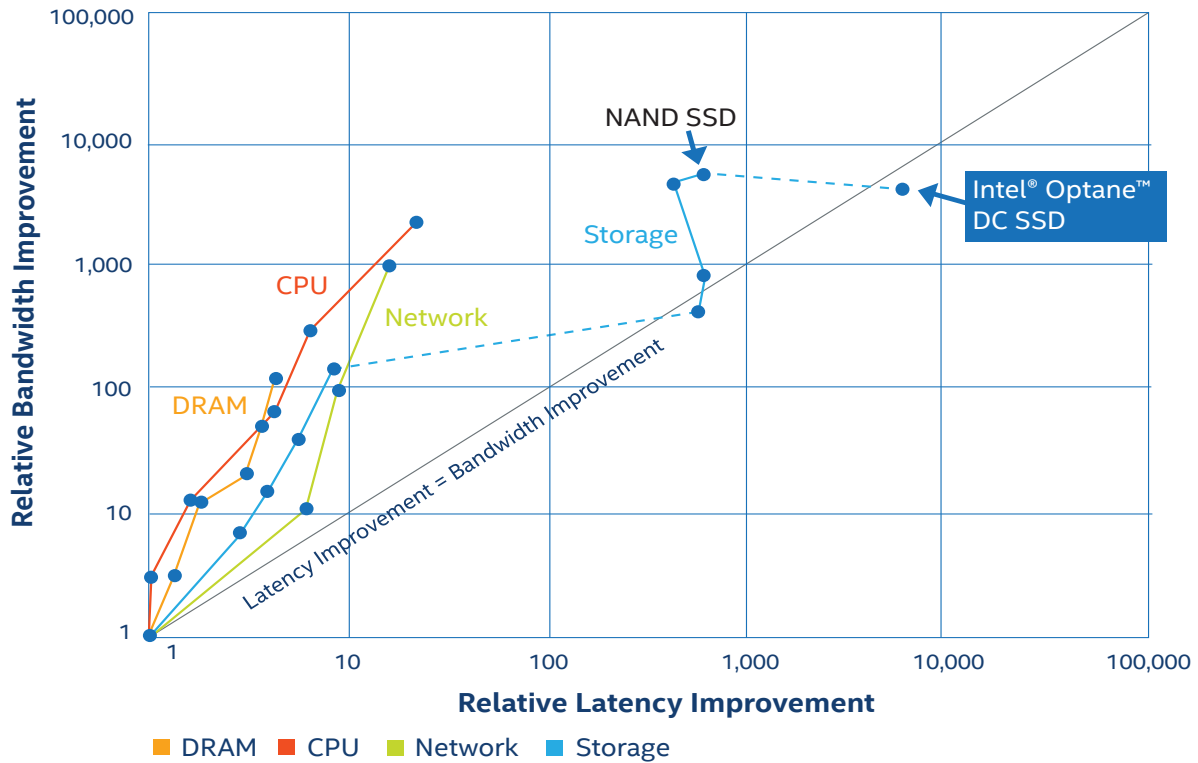 100,000
10,000
1,000
100
10
1
Relative Bandwidth Improvement
NAND SSD
Intel® Optane™
DC SSD
Storage
CPU
Network
DRAM
Latency Improvement = Bandwidth Improvement
1
10
100
1,000
10,000
100,000
Relative Latency Improvement
DRAM
CPU
Network
Storage